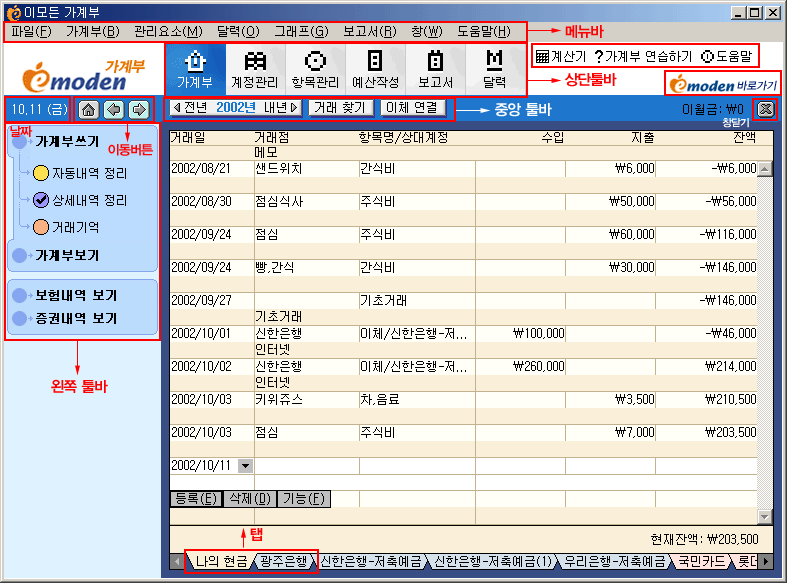 이모든 가계부
파일(F) 가계부(B) 관리요소(M) 달력(O) 그래프(G) 보고서(R) 창(W) 도움말(H) 메뉴바
emoden 가계부
가계부 계정관리 항목관리 예산작성 보고서 달력
계산기 ?가계부 연습하기 도움말
상단툴바
emoden 바로가기
10.11 (금)
전년 2002년 내년 거래 찾기 이체 연결 중앙 툴바
이월금: ₩0
창닫기
날짜
이동버튼
가계부쓰기
자동내역 정리
상세내역 정리
거래기억
가계부보기
보험내역 보기
증권내역 보기
왼쪽 툴바
거래일 거래점 항목명/상대계정 수입 지출 잔액
메모
2002/08/21 샌드위치 간식비 ₩6,000 -₩6,000
2002/08/30 점심식사 주식비 ₩50,000 -₩56,000
2002/09/24 점심 주식비 ₩60,000 -₩116,000
2002/09/24 빵,간식 간식비 ₩30,000 -₩146,000
2002/09/27 기초거래 -₩146,000
기초거래
2002/10/01 신한은행 이체/신한은행-저... ₩100,000 -₩46,000
인터넷
2002/10/02 신한은행 이체/신한은행-저... ₩260,000 ₩214,000
인터넷
2002/10/03 키위쥬스 차,음료 ₩3,500 ₩210,500
2002/10/03 점심 주식비 ₩7,000 ₩203,500
2002/10/11
등록(E) 삭제(D) 기능(F)
탭
현재잔액: ₩203,500
나의 현금 광주은행 신한은행-저축예금 신한은행-저축예금(1) 우리은행-저축예금 국민카드